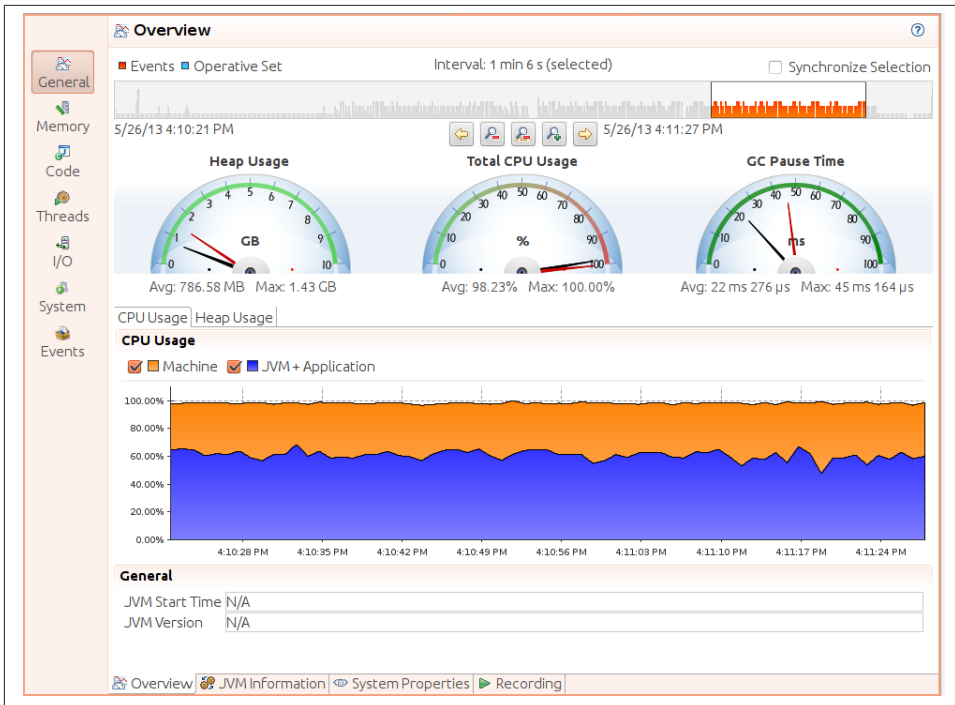 Overview
General
Memory
Code
Threads
I/O
System
Events
Events Operative Set
Interval: 1 min 6 s (selected)
Synchronize Selection
5/26/13 4:10:21 PM
5/26/13 4:11:27 PM
Heap Usage
0 1 2 3 4 5 6 7 8 9 10
GB
Avg: 786.58 MB Max: 1.43 GB
Total CPU Usage
10 20 30 40 50 60 70 80 90 100
%
Avg: 98.23% Max: 100.00%
GC Pause Time
0 10 20 30 40 50 60 70 80 90 100
ms
Avg: 22 ms 276 µs Max: 45 ms 164 µs
CPU Usage Heap Usage
CPU Usage
Machine JVM + Application
100.00%
80.00%
60.00%
40.00%
20.00%
0.00%
4:10:28 PM 4:10:35 PM 4:10:42 PM 4:10:49 PM 4:10:56 PM 4:11:03 PM 4:11:10 PM 4:11:17 PM 4:11:24 PM
General
JVM Start Time N/A
JVM Version N/A
Overview JVM Information System Properties Recording